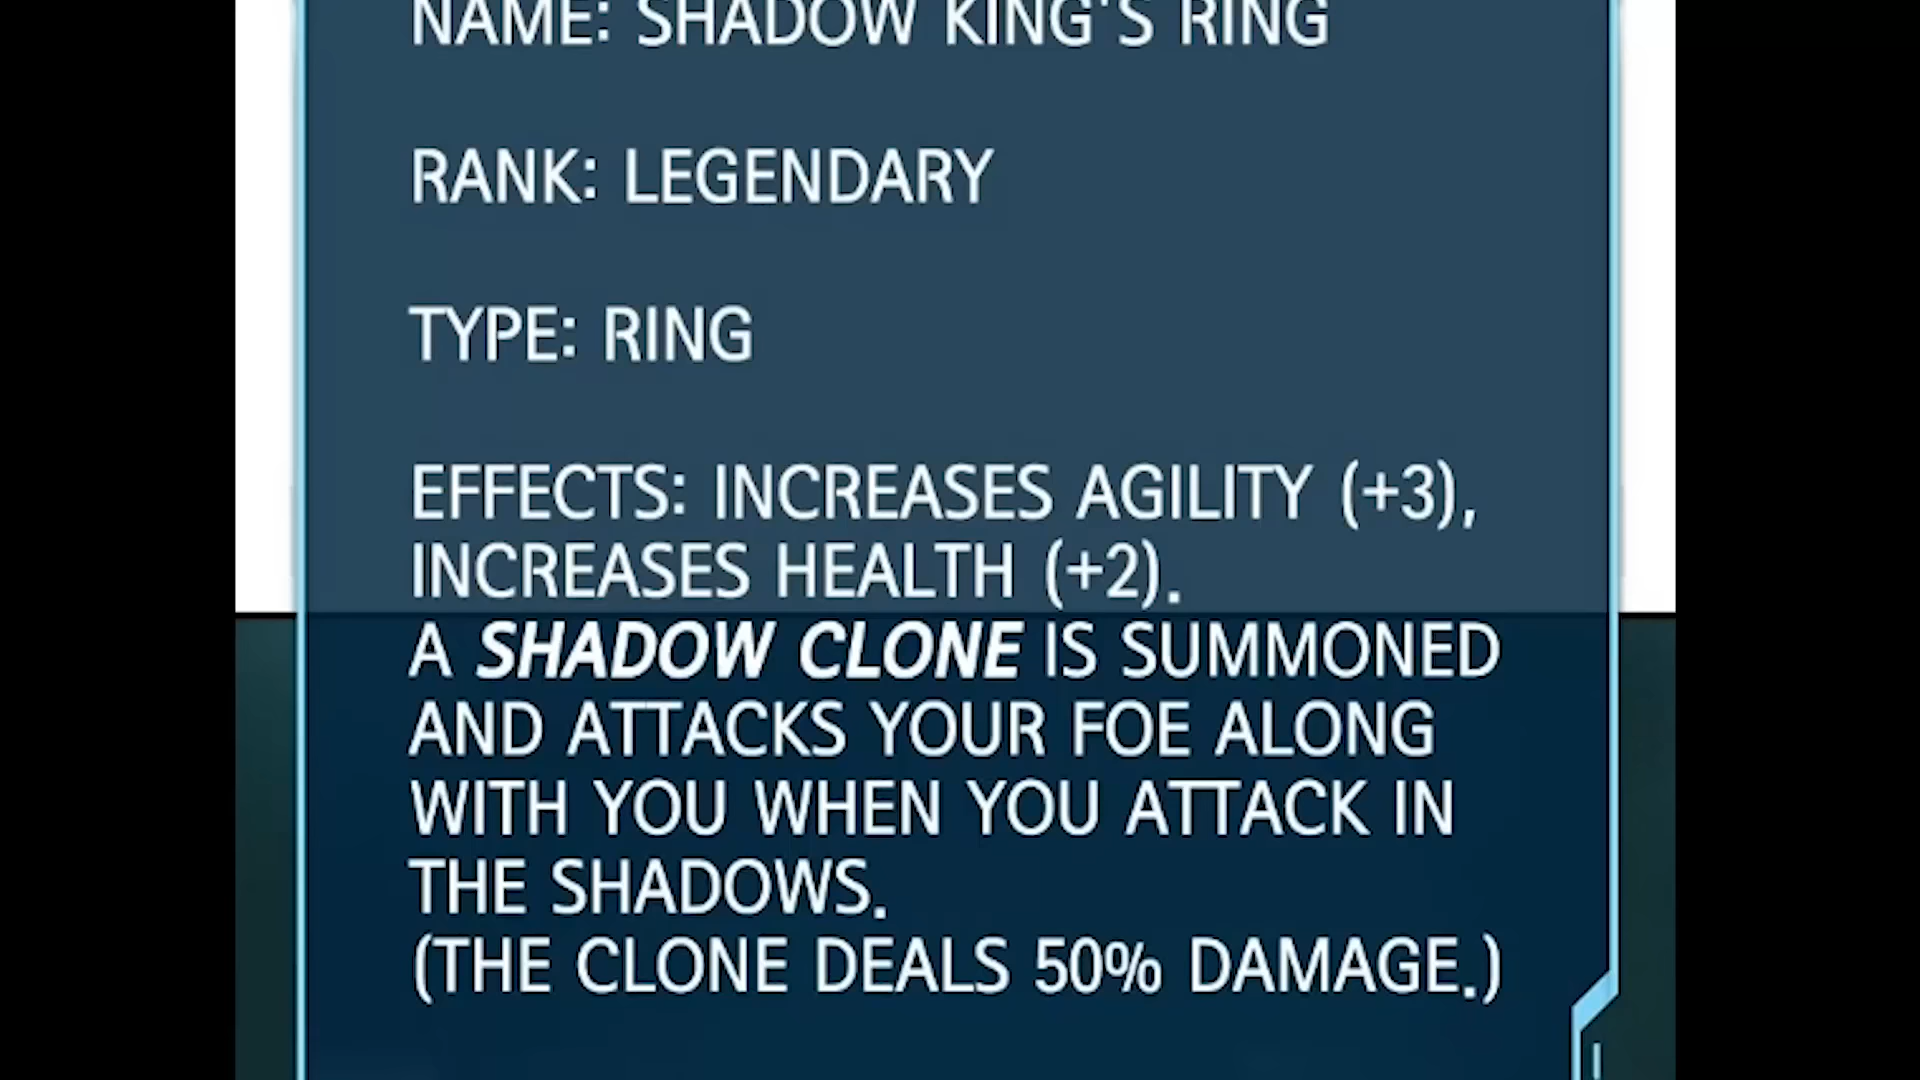 NAME: SHADOW KING'S RING
RANK: LEGENDARY
TYPE: RING
EFFECTS: INCREASES AGILITY (+3),
INCREASES HEALTH (+2).
A SHADOW CLONE IS SUMMONED
AND ATTACKS YOUR FOE ALONG
WITH YOU WHEN YOU ATTACK IN
THE SHADOWS.
(THE CLONE DEALS 50% DAMAGE.)